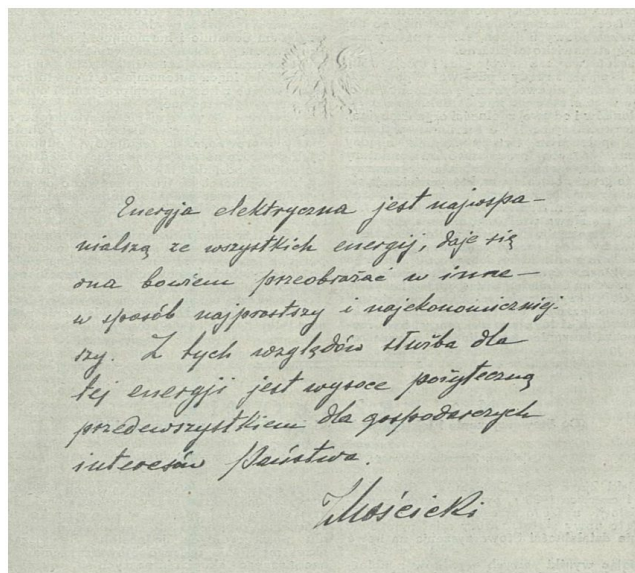 Energja elektryczna jest najwspa-
nialszą ze wszystkich energij, daje się
ona bowiem przeobrażać w inne –
w sposób najprostszy i najekonomiczniej-
szy. Z tych względów służba dla
tej energji jest wysoce pożyteczną
przedewszystkiem dla gospodarczych
interesów Państwa.
IMościcki